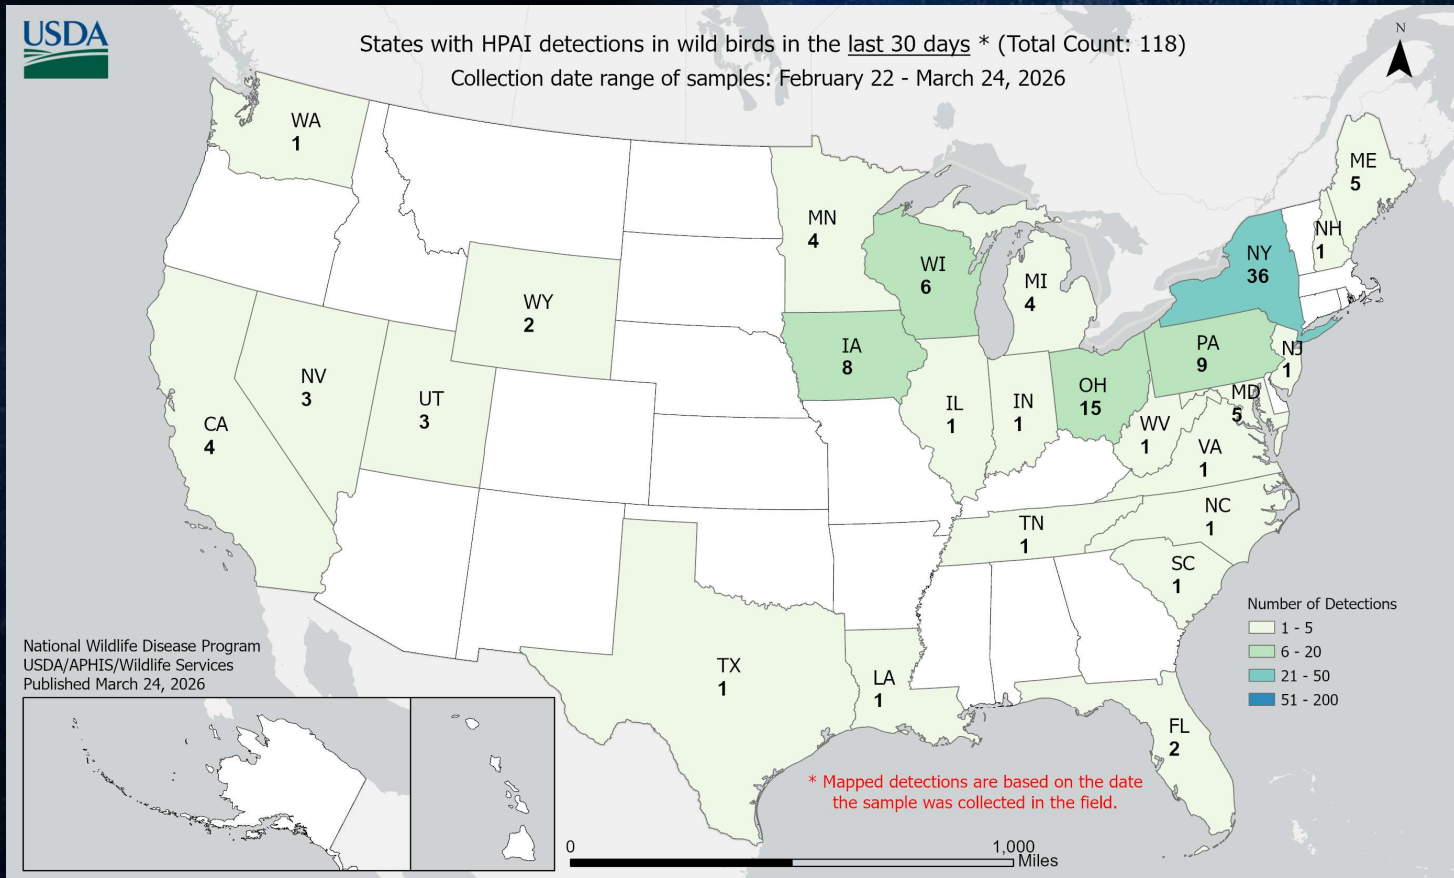 USDA
States with HPAI detections in wild birds in the last 30 days * (Total Count: 118)
Collection date range of samples: February 22 - March 24, 2026
N
WA
1
ME
5
MN
4
NH
1
NY
36
WI
6
MI
4
WY
2
IA
8
PA
9
NJ
1
NV
3
UT
3
OH
15
MD
5
CA
4
IL
1
IN
1
WV
1
VA
1
NC
1
TN
1
SC
1
TX
1
LA
1
FL
2
Number of Detections
1 - 5
6 - 20
21 - 50
51 - 200
National Wildlife Disease Program
USDA/APHIS/Wildlife Services
Published March 24, 2026
* Mapped detections are based on the date
the sample was collected in the field.
0
1,000
Miles